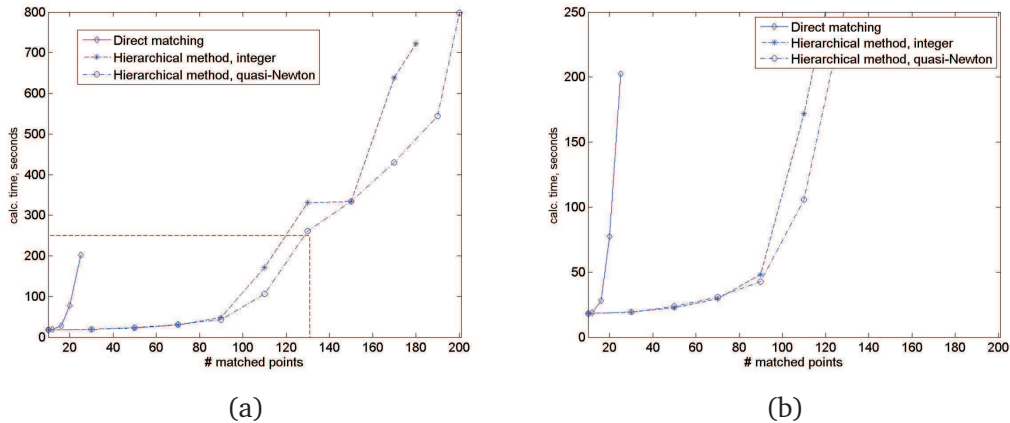 800
700
600
500
400
300
200
100
0
calc. time, seconds
Direct matching
Hierarchical method, integer
Hierarchical method, quasi-Newton
20 40 60 80 100 120 140 160 180 200
# matched points
(a)
250
200
150
100
50
0
calc. time, seconds
Direct matching
Hierarchical method, integer
Hierarchical method, quasi-Newton
20 40 60 80 100 120 140 160 180 200
# matched points
(b)